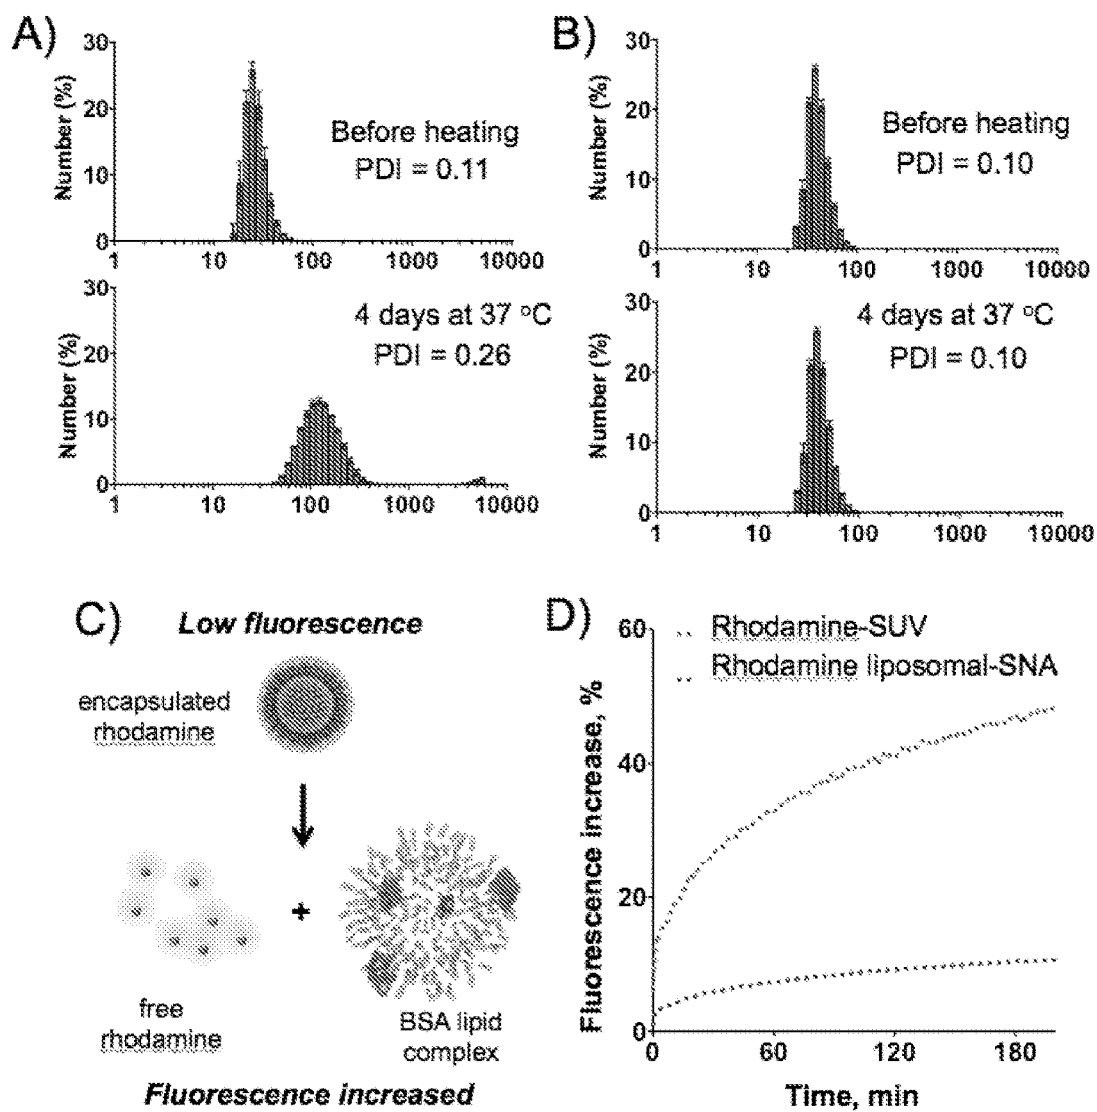 A)
30
20
10
0
Number (%)
Before heating
PDI = 0.11
1 10 100 1000 10000
30
20
10
0
Number (%)
4 days at 37 °C
PDI = 0.26
1 10 100 1000 10000
B)
30
20
10
0
Number (%)
Before heating
PDI = 0.10
1 10 100 1000 10000
30
20
10
0
Number (%)
4 days at 37 °C
PDI = 0.10
1 10 100 1000 10000
C)
Low fluorescence
encapsulated
rhodamine
+
free
rhodamine
BSA lipid
complex
Fluorescence increased
D)
Rhodamine-SUV
Rhodamine liposomal-SNA
60
40
20
0
Fluorescence increase, %
0 60 120 180
Time, min